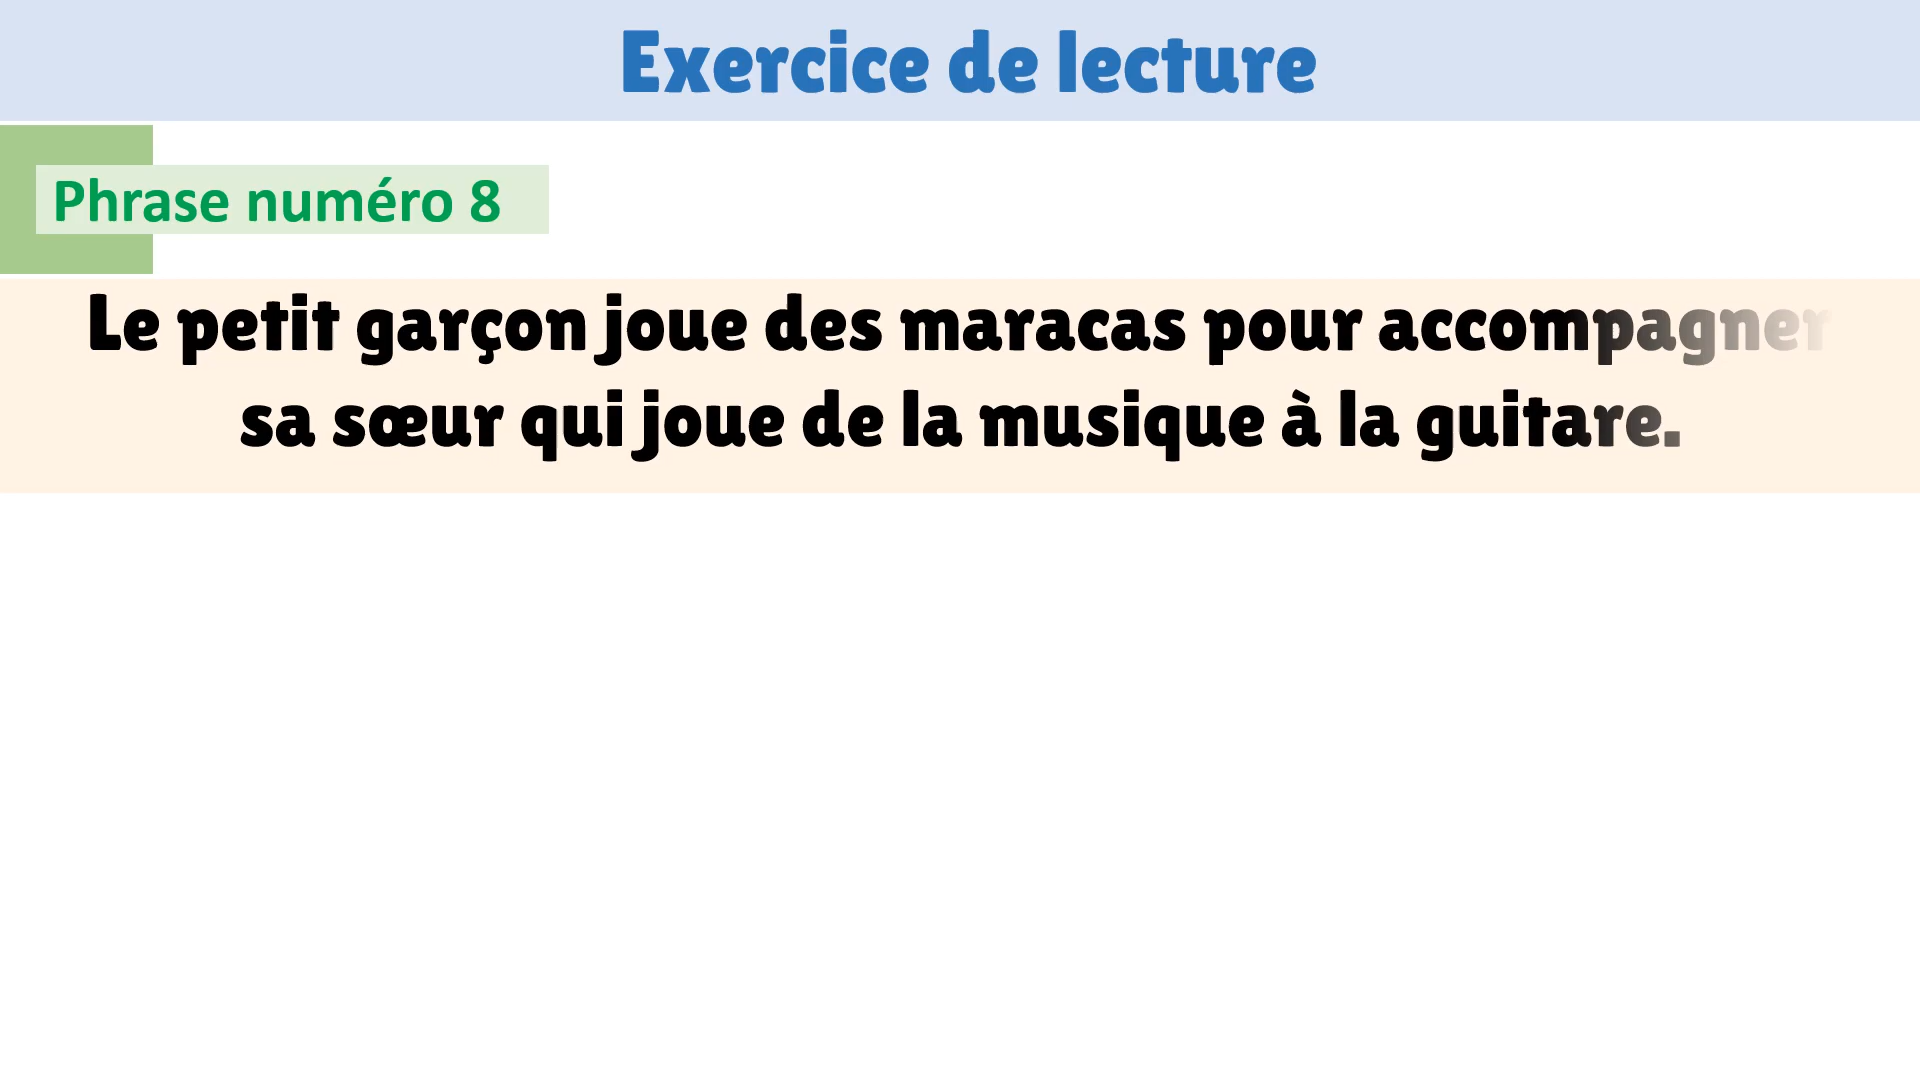 Exercice de lecture
Phrase numéro 8
Le petit garçon joue des maracas pour accompagner
sa sœur qui joue de la musique à la guitare.